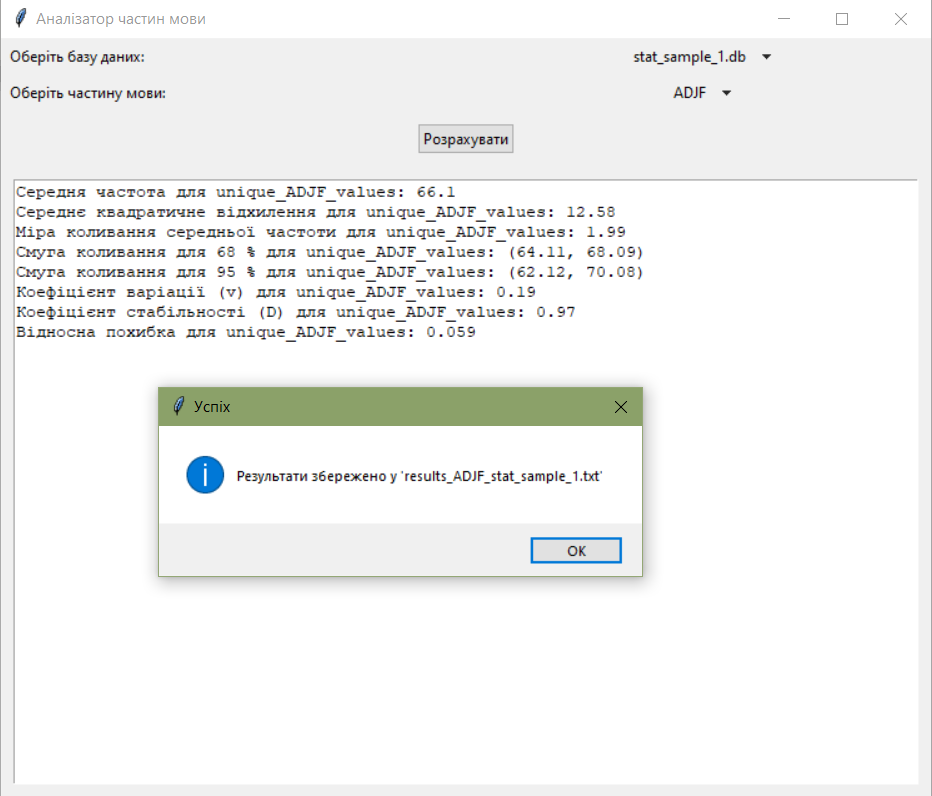 Аналізатор частин мови
Оберіть базу даних: stat_sample_1.db
Оберіть частину мови: ADJF
Розрахувати
Середня частота для unique_ADJF_values: 66.1
Середнє квадратичне відхилення для unique_ADJF_values: 12.58
Міра коливання середньої частоти для unique_ADJF_values: 1.99
Смуга коливання для 68 % для unique_ADJF_values: (64.11, 68.09)
Смуга коливання для 95 % для unique_ADJF_values: (62.12, 70.08)
Коефіцієнт варіації (v) для unique_ADJF_values: 0.19
Коефіцієнт стабільності (D) для unique_ADJF_values: 0.97
Відносна похибка для unique_ADJF_values: 0.059
Успіх
Результати збережено у 'results_ADJF_stat_sample_1.txt'
OK